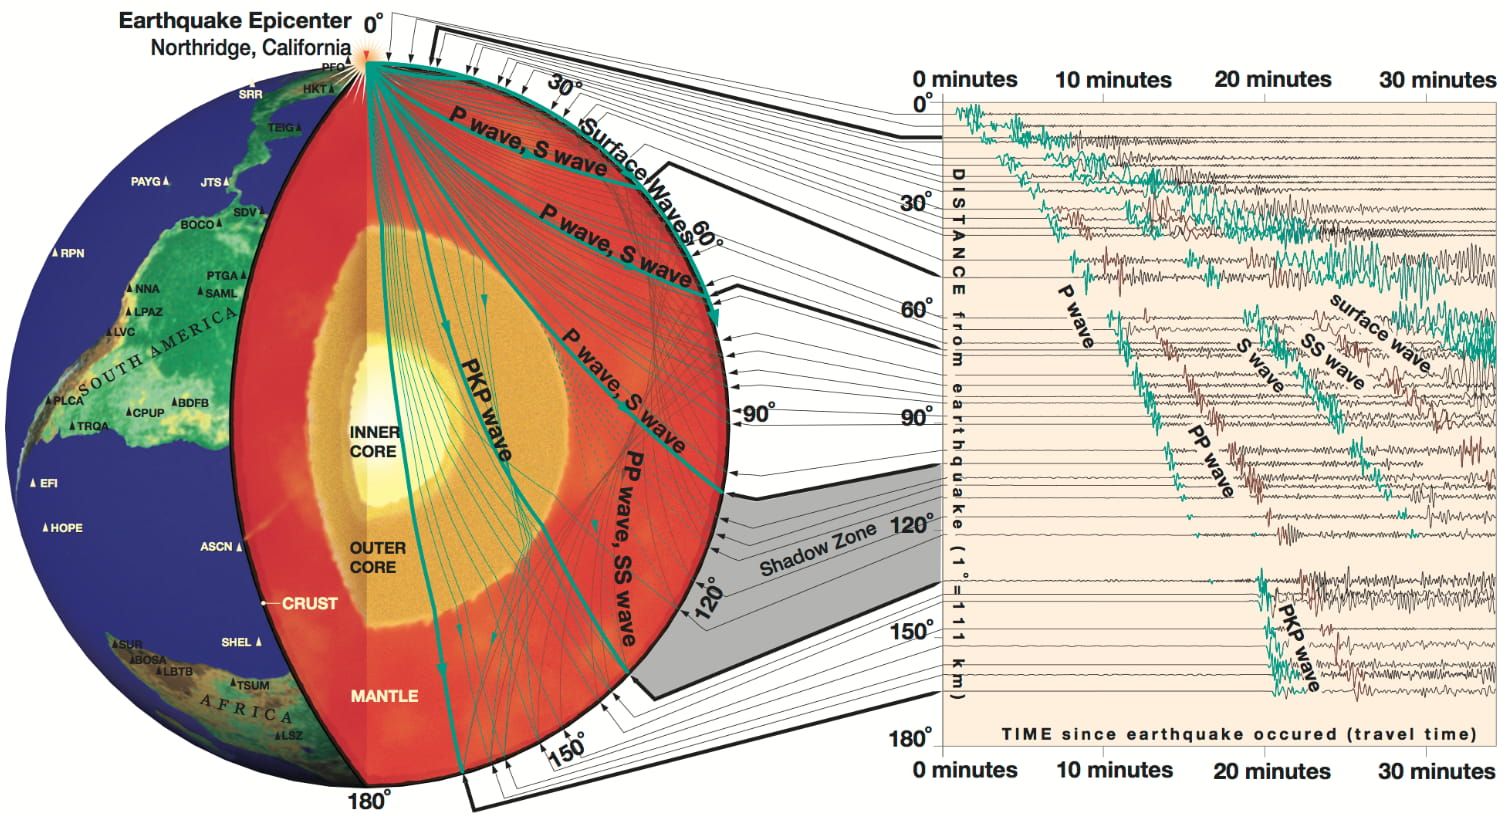 Earthquake Epicenter
Northridge, California
0°
PFO
SRR
HKT
TEIG
PAYG
JTS
SDV
BOCO
RPN
PTGA
NNA
SAML
LPAZ
LVC
SOUTH AMERICA
PLCA
BDFB
CPUP
TRQA
EFI
HOPE
ASCN
CRUST
SUR
SHEL
BOSA
LBTB
TSUM
AFRICA
LSZ
180°
INNER
CORE
OUTER
CORE
MANTLE
P wave, S wave
P wave, S wave
P wave, S wave
PKP wave
PP wave, SS wave
Surface Waves
30°
60°
90°
120°
150°
Shadow Zone
0 minutes 10 minutes 20 minutes 30 minutes
0°
30°
60°
90°
120°
150°
180°
DISTANCE from earthquake (1°=111 km)
P wave
S wave
SS wave
surface wave
PP wave
PKP wave
TIME since earthquake occured (travel time)
0 minutes 10 minutes 20 minutes 30 minutes